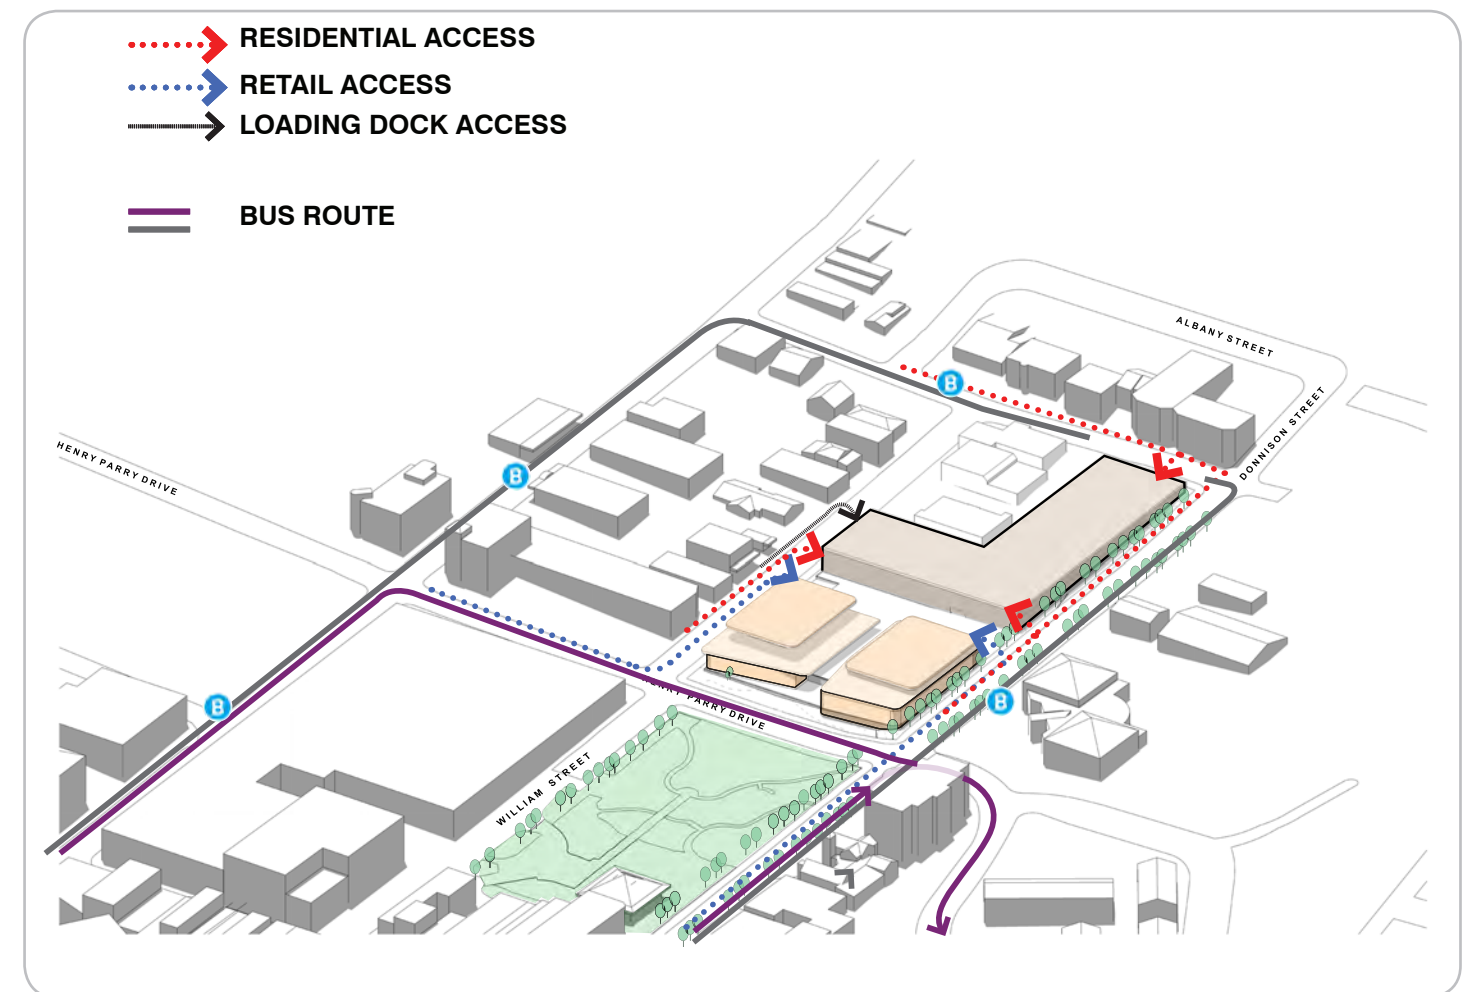 RESIDENTIAL ACCESS
RETAIL ACCESS
LOADING DOCK ACCESS
BUS ROUTE
ALBANY STREET
B
DONNISON STREET
HENRY PARRY DRIVE
B
B
HENRY PARRY DRIVE
B
WILLIAM STREET